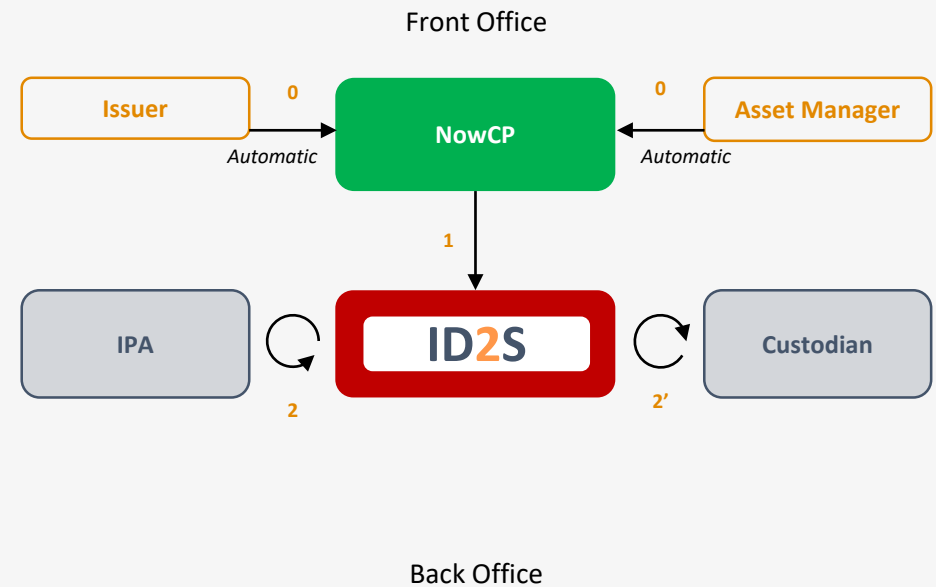 Front Office
Issuer
0
NowCP
0
Asset Manager
Automatic
Automatic
1
IPA
ID2S
Custodian
2
2’
Back Office